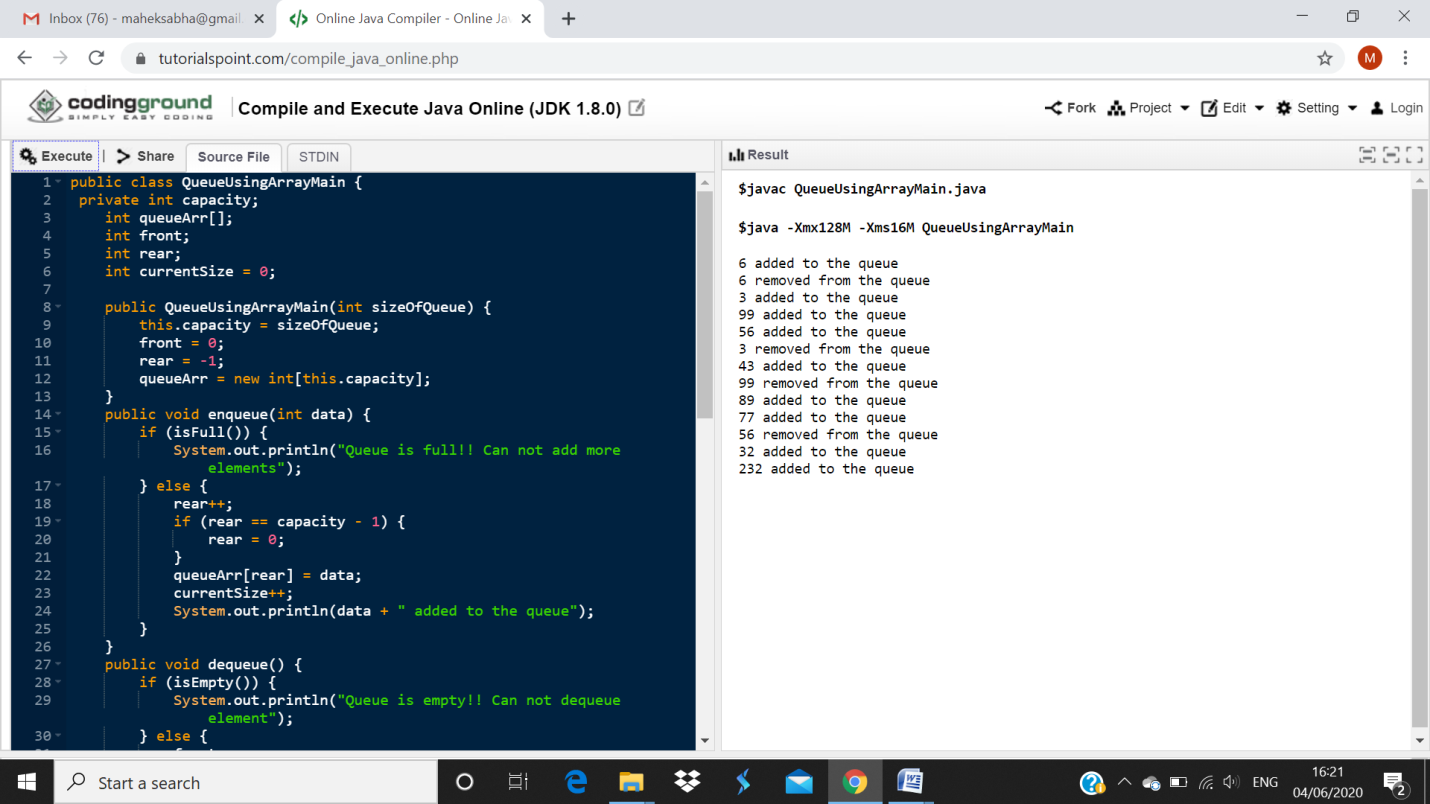 Inbox (76) - maheksabha@gmail.
Online Java Compiler - Online Ja
tutorialspoint.com/compile_java_online.php
M
codingground
SIMPLY EASY CODING
Compile and Execute Java Online (JDK 1.8.0)
Fork Project Edit Setting Login
Execute | Share Source File STDIN
Result
1 public class QueueUsingArrayMain {
2 private int capacity;
3 int queueArr[];
4 int front;
5 int rear;
6 int currentSize = 0;
7
8 public QueueUsingArrayMain(int sizeOfQueue) {
9 this.capacity = sizeOfQueue;
10 front = 0;
11 rear = -1;
12 queueArr = new int[this.capacity];
13 }
14 public void enqueue(int data) {
15 if (isFull()) {
16 System.out.println("Queue is full!! Can not add more
elements");
17 } else {
18 rear++;
19 if (rear == capacity - 1) {
20 rear = 0;
21 }
22 queueArr[rear] = data;
23 currentSize++;
24 System.out.println(data + " added to the queue");
25 }
26 }
27 public void dequeue() {
28 if (isEmpty()) {
29 System.out.println("Queue is empty!! Can not dequeue
element");
30 } else {
$javac QueueUsingArrayMain.java
$java -Xmx128M -Xms16M QueueUsingArrayMain
6 added to the queue
6 removed from the queue
3 added to the queue
99 added to the queue
56 added to the queue
3 removed from the queue
43 added to the queue
99 removed from the queue
89 added to the queue
77 added to the queue
56 removed from the queue
32 added to the queue
232 added to the queue
Start a search
ENG
16:21
04/06/2020
2